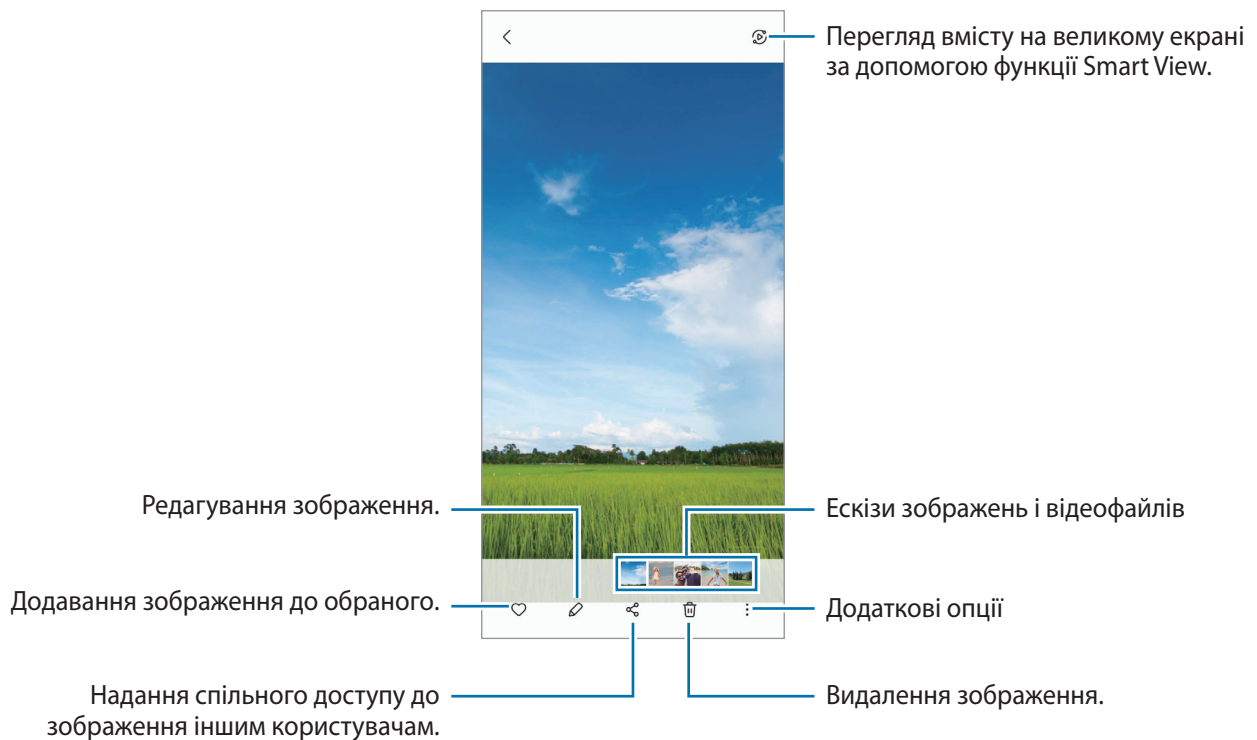 Перегляд вмісту на великому екрані
за допомогою функції Smart View.
Редагування зображення.
Ескізи зображень і відеофайлів
Додавання зображення до обраного.
Додаткові опції
Надання спільного доступу до
зображення іншим користувачам.
Видалення зображення.